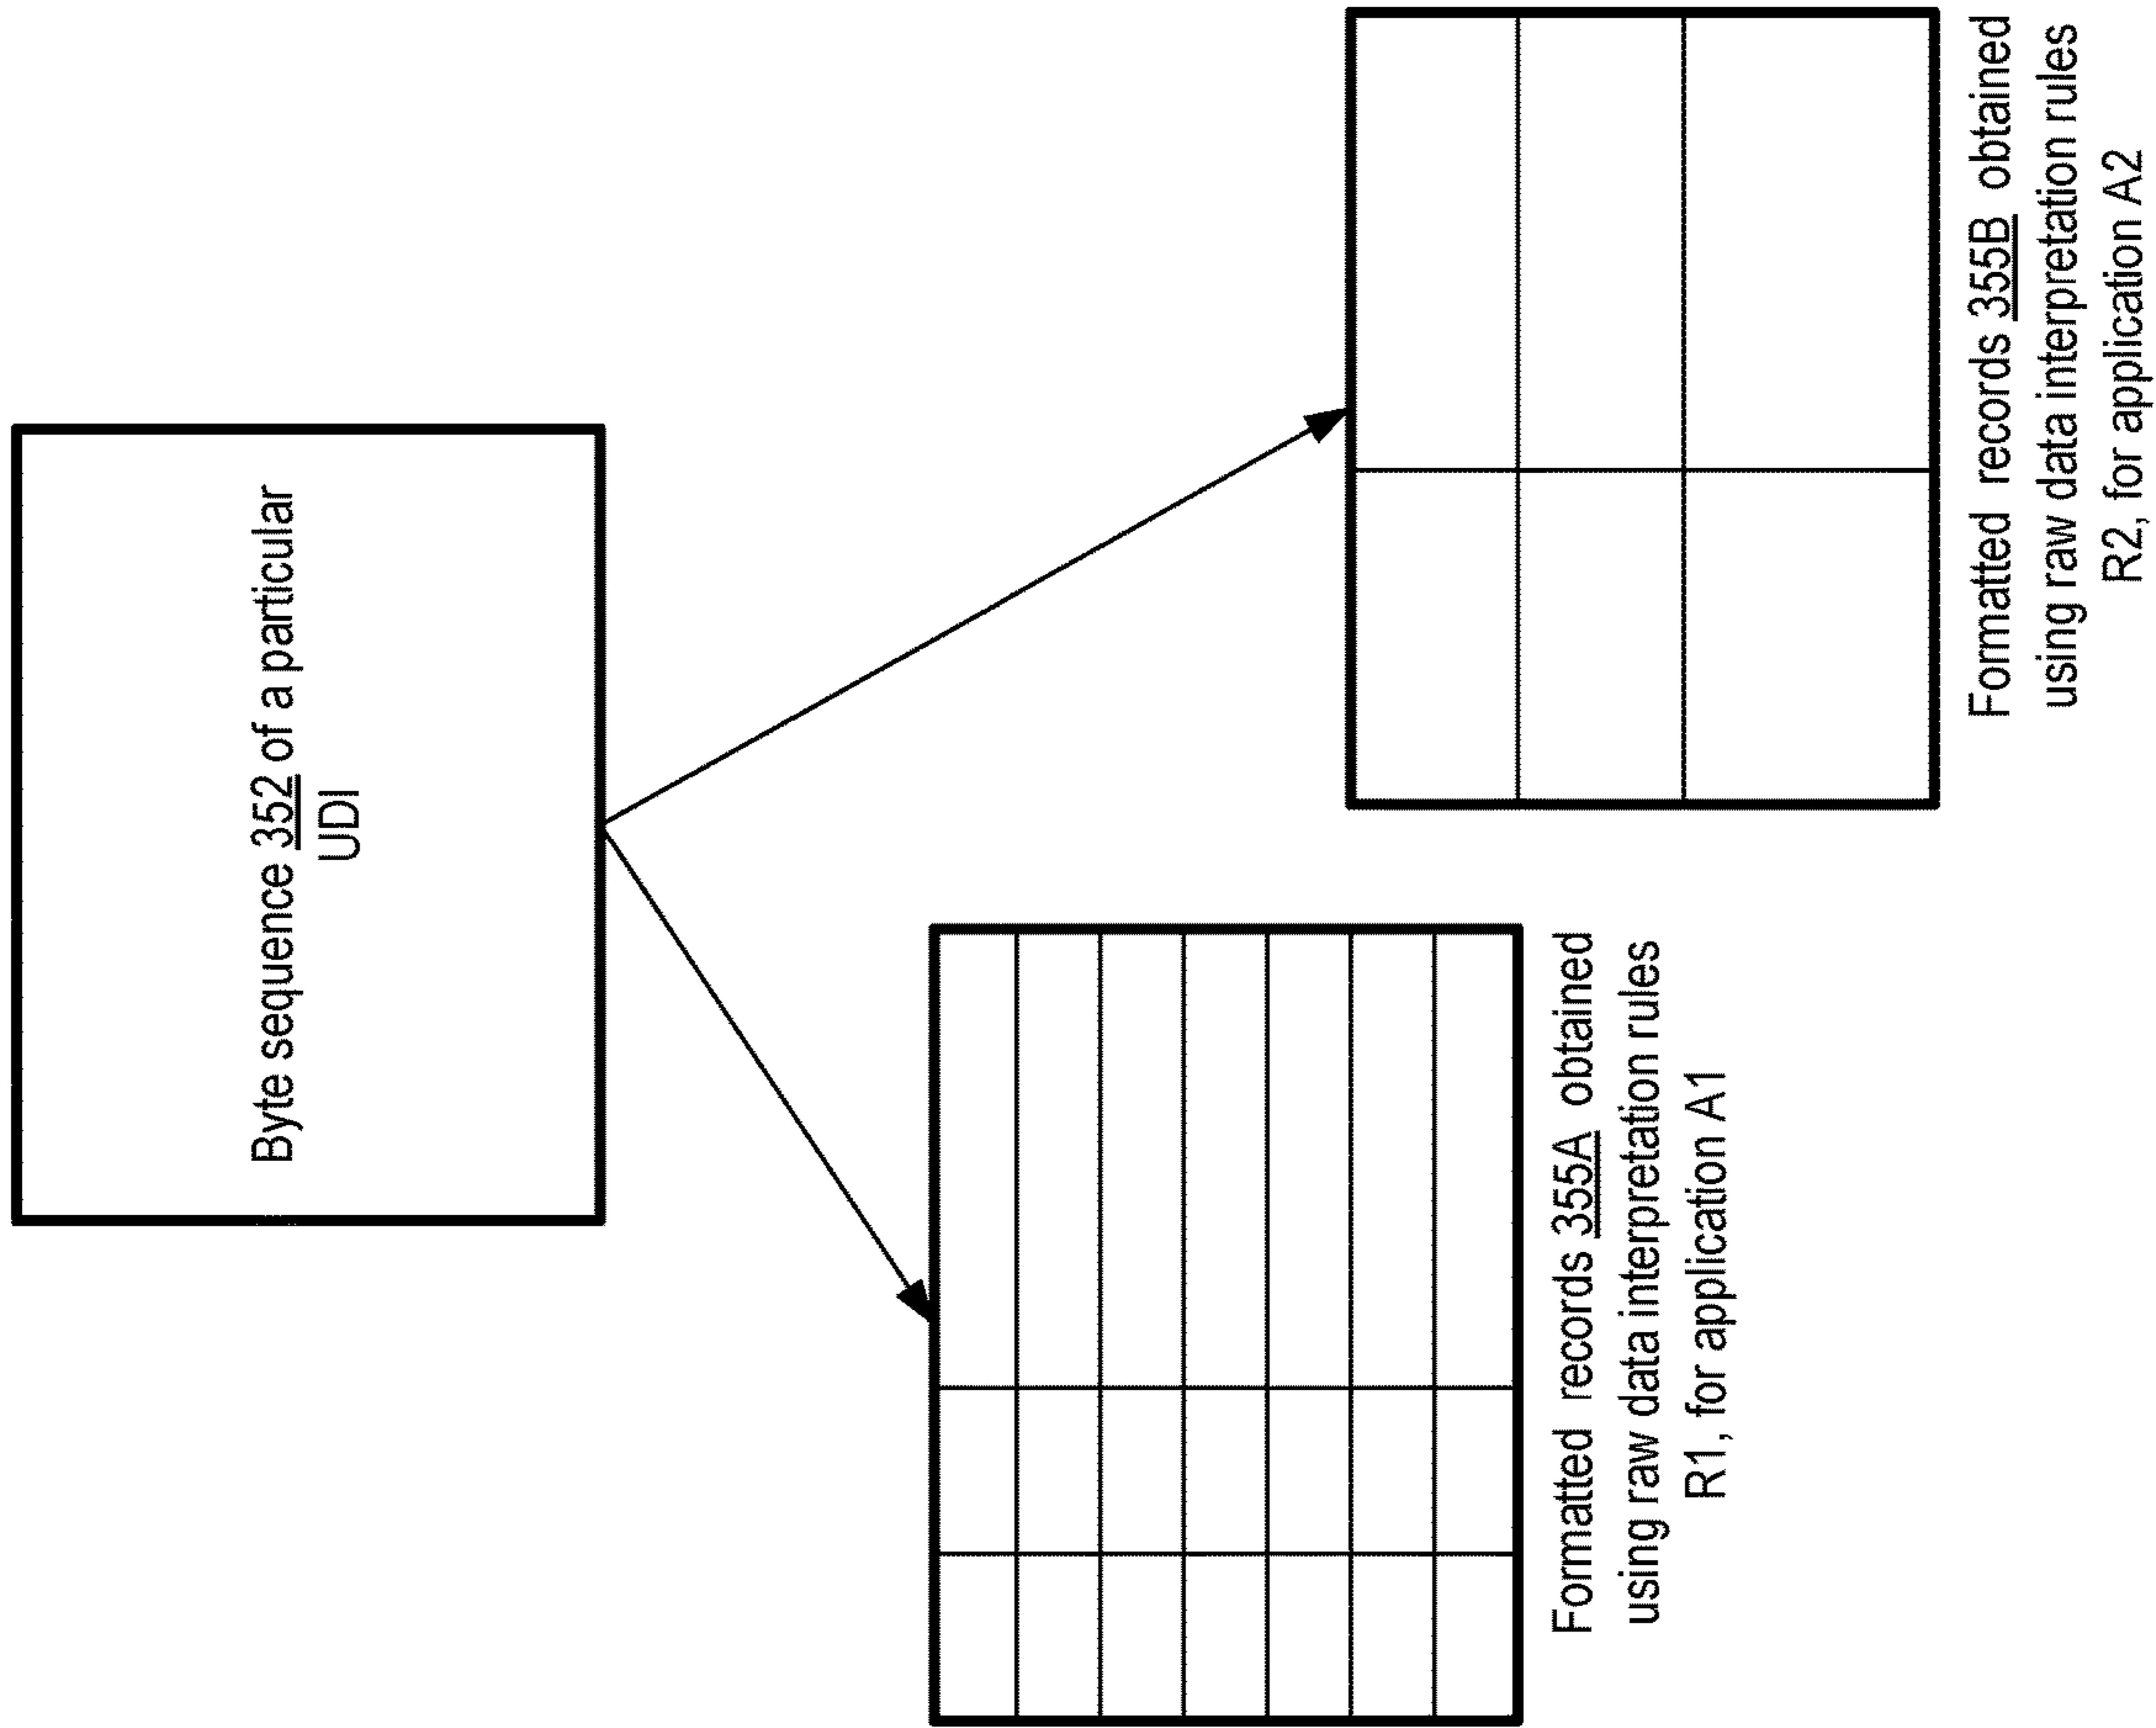 Byte sequence 352 of a particular
UDI
Formatted records 355A obtained
using raw data interpretation rules
R1, for application A1
Formatted records 355B obtained
using raw data interpretation rules
R2, for application A2